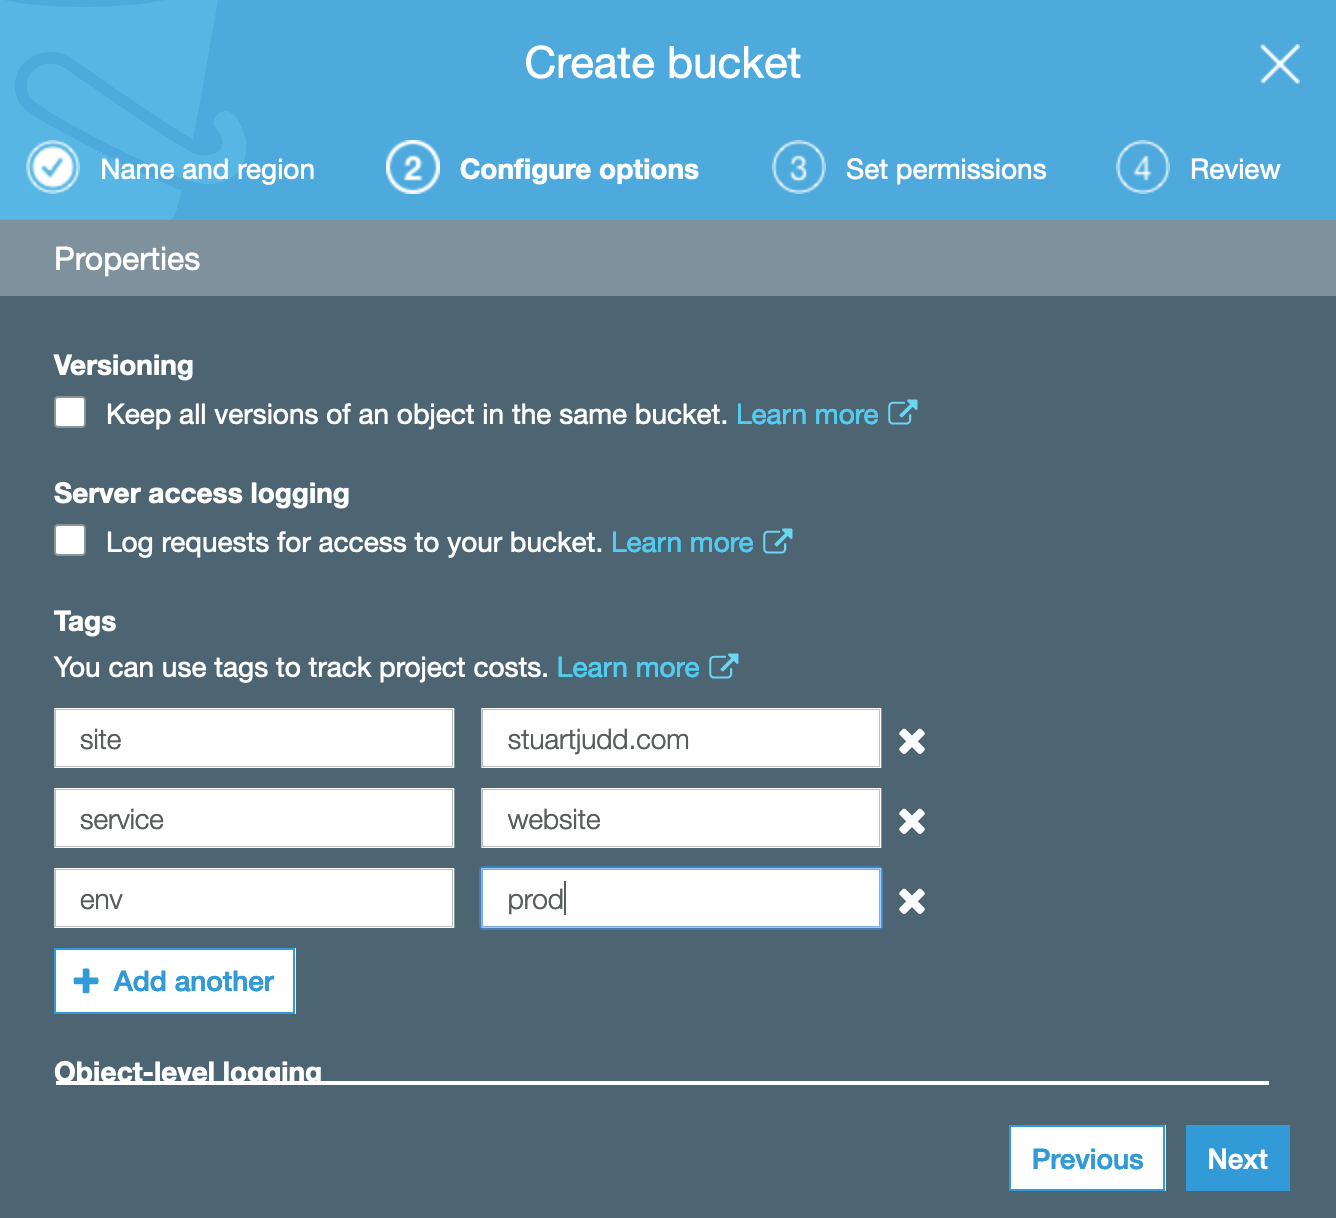 Create bucket
Name and region 2 Configure options 3 Set permissions 4 Review
Properties
Versioning
Keep all versions of an object in the same bucket. Learn more
Server access logging
Log requests for access to your bucket. Learn more
Tags
You can use tags to track project costs. Learn more
site stuartjudd.com
service website
env prod
Add another
Object-level logging
Previous Next